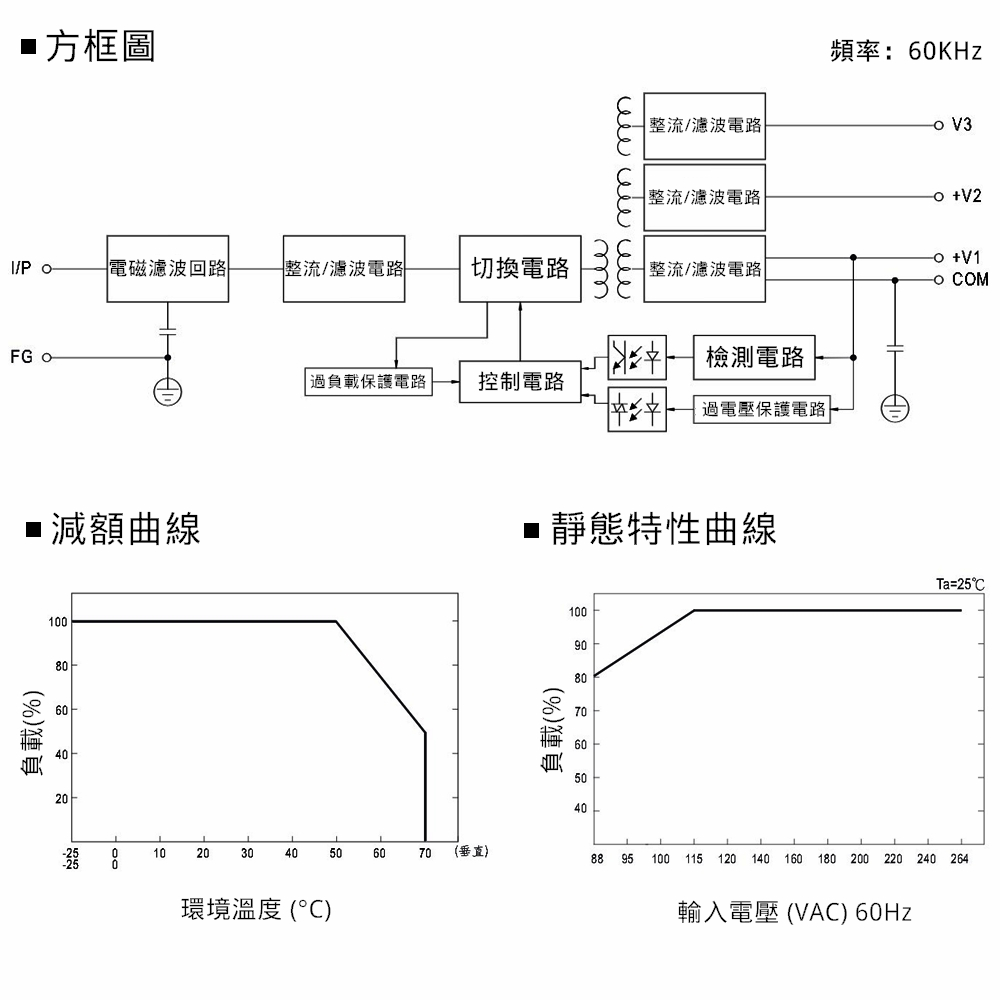 ■方框圖
頻率：60KHz
整流/濾波電路
V3
整流/濾波電路
+V2
I/P
電磁濾波回路
整流/濾波電路
切換電路
整流/濾波電路
+V1
COM
FG
過負載保護電路
控制電路
檢測電路
過電壓保護電路
■減額曲線
負載(%)
100
80
60
40
20
-25 0 10 20 30 40 50 60 70 (垂直)
-25 0
環境溫度 (°C)
■靜態特性曲線
Ta=25℃
負載(%)
100
90
80
70
60
50
40
88 95 100 115 120 140 160 180 200 220 240 264
輸入電壓 (VAC) 60Hz